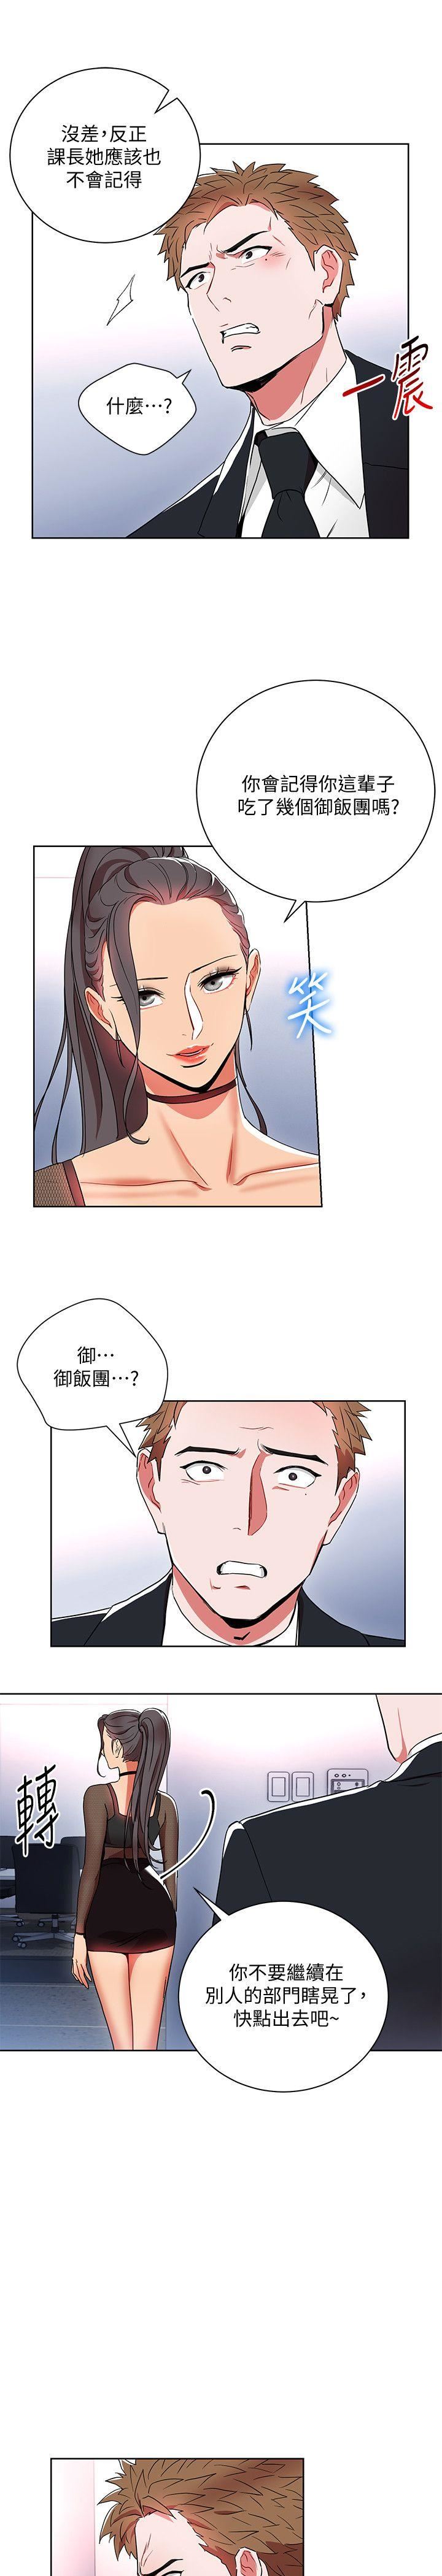 沒差，反正
課長她應該也
不會記得
什麼…?
一震
你會記得你這輩子
吃了幾個御飯團嗎?
笑
御…
御飯團…?
轉
你不要繼續在
別人的部門瞎晃了，
快點出去吧~